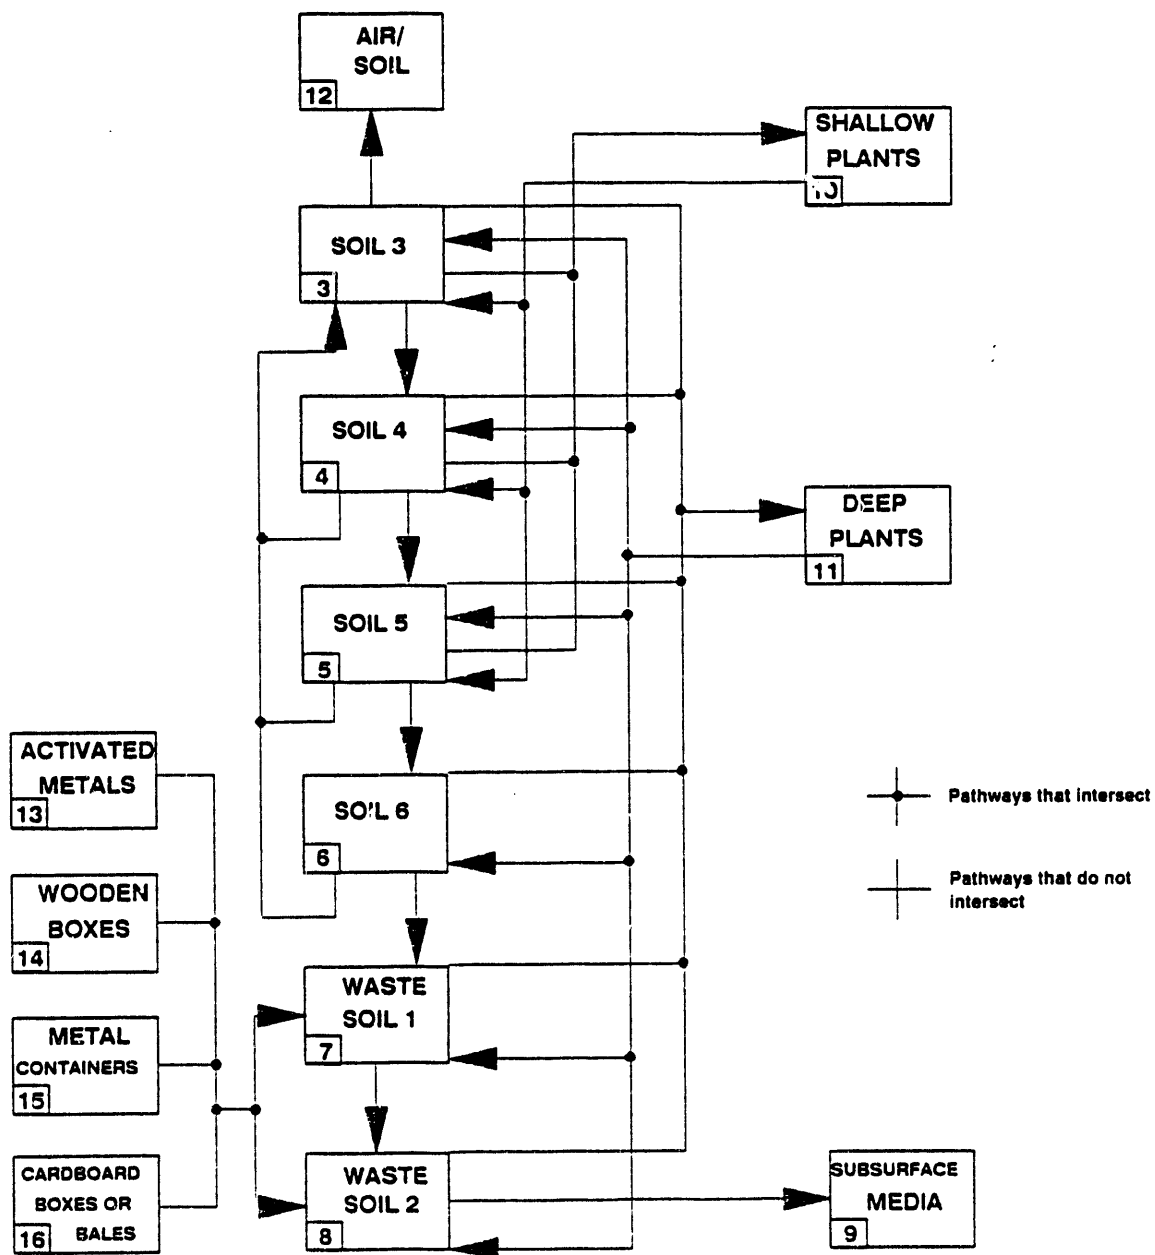 AIR/
SOIL
12
SHALLOW
PLANTS
10
SOIL 3
3
SOIL 4
4
DEEP
PLANTS
11
SOIL 5
5
ACTIVATED
METALS
13
SOIL 6
6
Pathways that intersect
Pathways that do not
intersect
WOODEN
BOXES
14
WASTE
SOIL 1
7
METAL
CONTAINERS
15
CARDBOARD
BOXES OR
BALES
16
WASTE
SOIL 2
8
SUBSURFACE
MEDIA
9